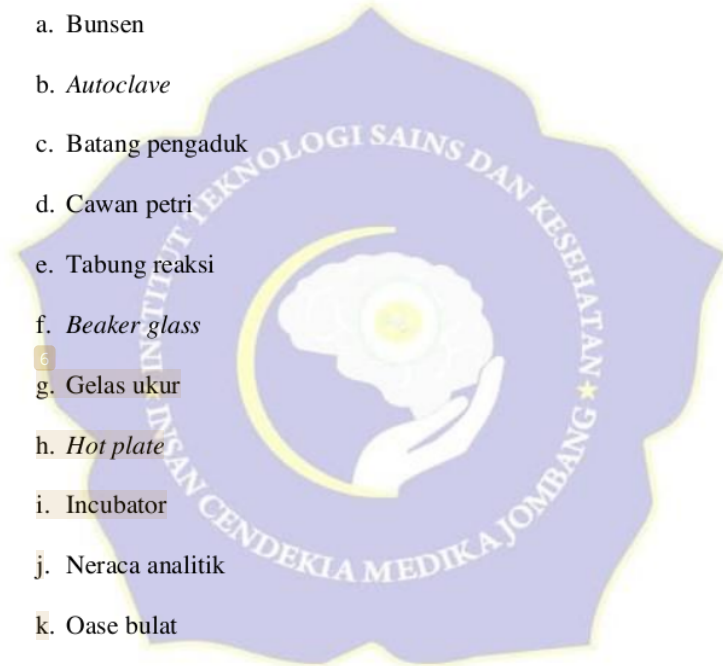 a. Bunsen
b. Autoclave
c. Batang pengaduk
d. Cawan petri
e. Tabung reaksi
f. Beaker glass
6
g. Gelas ukur
h. Hot plate
i. Incubator
j. Neraca analitik
k. Oase bulat
INSTITUT TEKNOLOGI SAINS DAN KESEHATAN
INSAN CENDEKIA MEDIKA JOMBANG